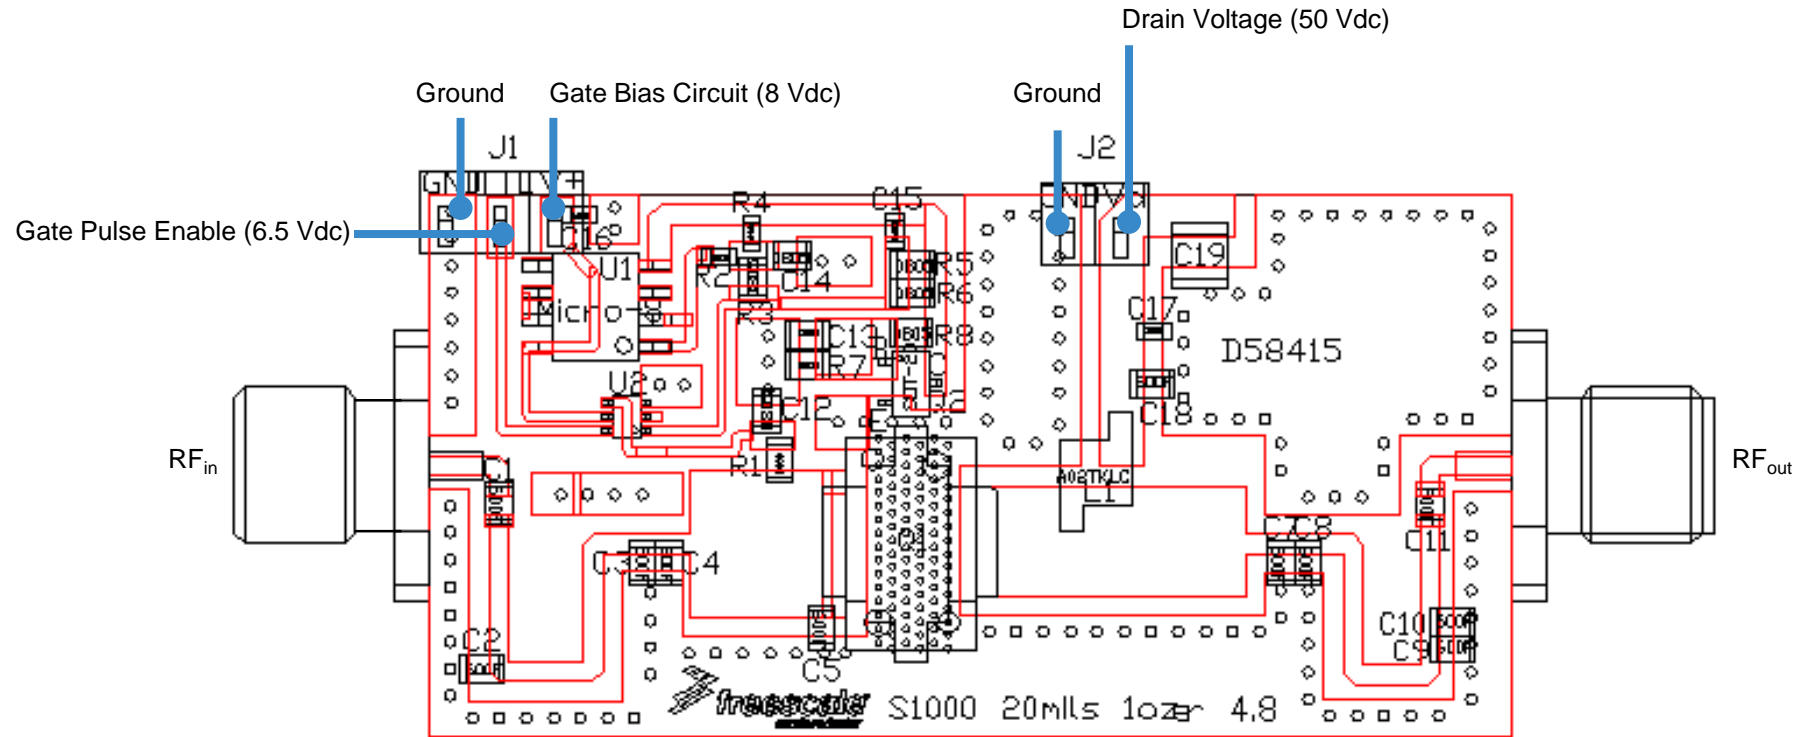 Drain Voltage (50 Vdc)
Ground
Gate Bias Circuit (8 Vdc)
Ground
J1
J2
GND
V+
Gate Pulse Enable (6.5 Vdc)
R4
C15
C16
C19
U1
R2
C14
R5
R6
R3
Micro-8
C13
R8
C17
R7
D58415
U2
C12
C18
R1
RFin
RFout
A02TKLC
L1
C1
Q1
C3
C4
C7
C8
C11
C2
C5
C10
C9
freescale
S1000 20mils 1oz εr 4.8